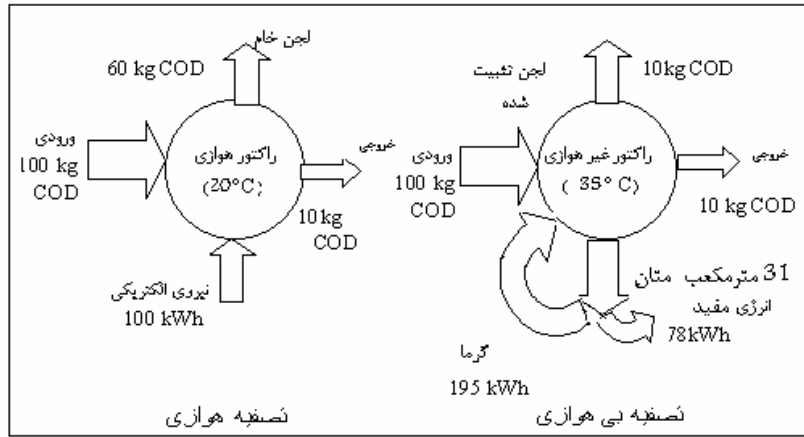 لجن خام
60 kg COD
ورودی
100 kg
COD
راکتور هوازی
(20°C)
خروجی
10 kg
COD
نیروی الکتریکی
100 kWh
تصفیه هوازی
لجن تثبیت
شده
10kg COD
ورودی
100 kg
COD
راکتور غیر هوازی
( 35° C)
خروجی
10 kg COD
31 مترمکعب متان
انرژی مفید
78kWh
گرما
195 kWh
تصفیه بی هوازی